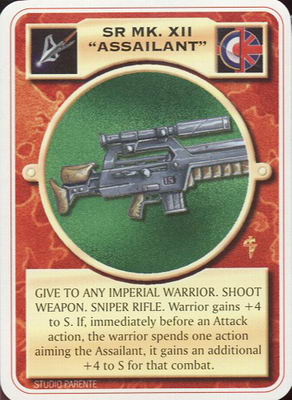 SR MK. XII
“ASSAILANT”
GIVE TO ANY IMPERIAL WARRIOR. SHOOT
WEAPON. SNIPER RIFLE. Warrior gains +4
to S. If, immediately before an Attack
action, the warrior spends one action
aiming the Assailant, it gains an additional
+4 to S for that combat.
STUDIO PARENTE